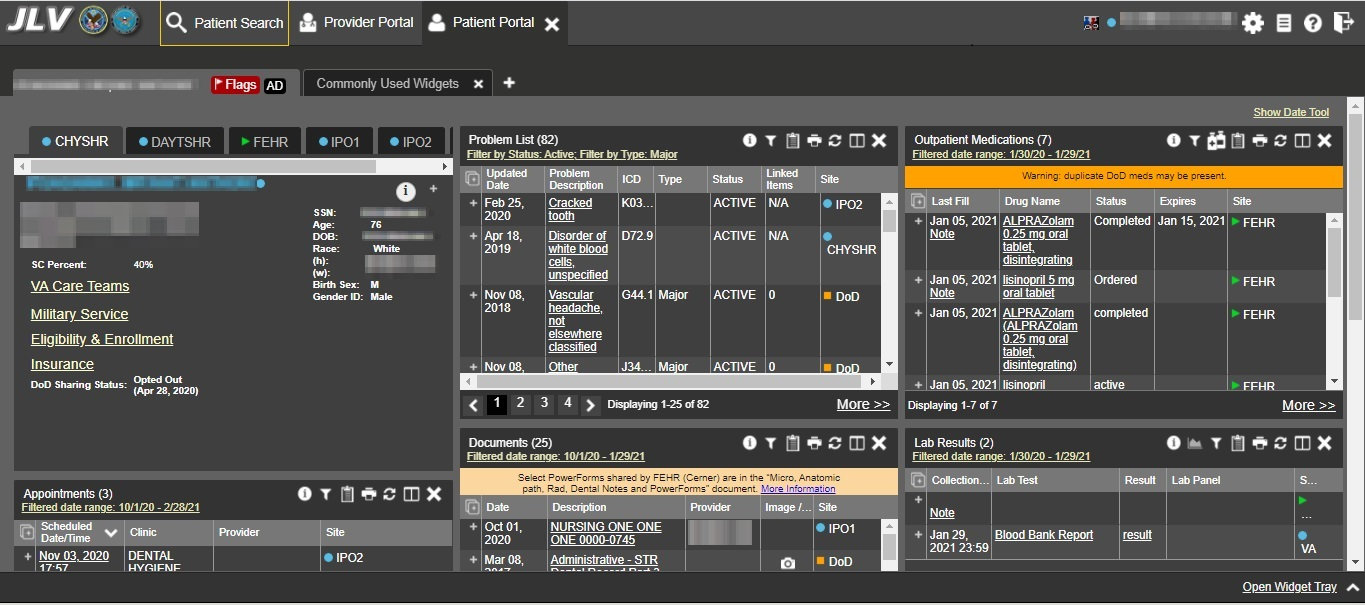 JLV Patient Search Provider Portal Patient Portal
Flags AD Commonly Used Widgets
Show Date Tool
CHYSHR DAYTSHR FEHR IPO1 IPO2
SSN:
Age: 76
DOB:
Race: White
(h):
(w):
Birth Sex: M
Gender ID: Male
SC Percent: 40%
VA Care Teams
Military Service
Eligibility & Enrollment
Insurance
DoD Sharing Status: Opted Out
(Apr 28, 2020)
Appointments (3)
Filtered date range: 10/1/20 - 2/28/21
Scheduled
Date/Time Clinic Provider Site
Nov 03, 2020 DENTAL IPO2
17:57 HYGIENE
Problem List (82)
Filter by Status: Active; Filter by Type: Major
Updated Problem Linked
Date Description ICD Type Status Items Site
Feb 25, Cracked K03... ACTIVE N/A IPO2
2020 tooth
Apr 18, Disorder of D72.9 ACTIVE N/A
2019 white blood CHYSHR
cells,
unspecified
Nov 08, Vascular G44.1 Major ACTIVE 0 DoD
2018 headache,
not
elsewhere
classified
Nov 08, Other J34... Major ACTIVE 0 DoD
1 2 3 4 Displaying 1-25 of 82 More >>
Documents (25)
Filtered date range: 10/1/20 - 1/29/21
Select PowerForms shared by FEHR (Cerner) are in the "Micro, Anatomic
path, Rad, Dental Notes and PowerForms" document. More Information
Date Description Provider Image /... Site
Oct 01, NURSING ONE ONE IPO1
2020 ONE 0000-0745
Mar 08, Administrative - STR DoD
2017 Dental Record Part 2
Outpatient Medications (7)
Filtered date range: 1/30/20 - 1/29/21
Warning: duplicate DoD meds may be present.
Last Fill Drug Name Status Expires Site
Jan 05, 2021 ALPRAZolam Completed Jan 15, 2021 FEHR
Note 0.25 mg oral
tablet,
disintegrating
Jan 05, 2021 lisinopril 5 mg Ordered FEHR
Note oral tablet
Jan 05, 2021 ALPRAZolam completed FEHR
(ALPRAZolam
0.25 mg oral
tablet,
disintegrating)
Jan 05, 2021 lisinopril active FEHR
Displaying 1-7 of 7 More >>
Lab Results (2)
Filtered date range: 1/30/20 - 1/29/21
Collection... Lab Test Result Lab Panel S...
Note ...
Jan 29, Blood Bank Report result
2021 23:59 VA
Open Widget Tray